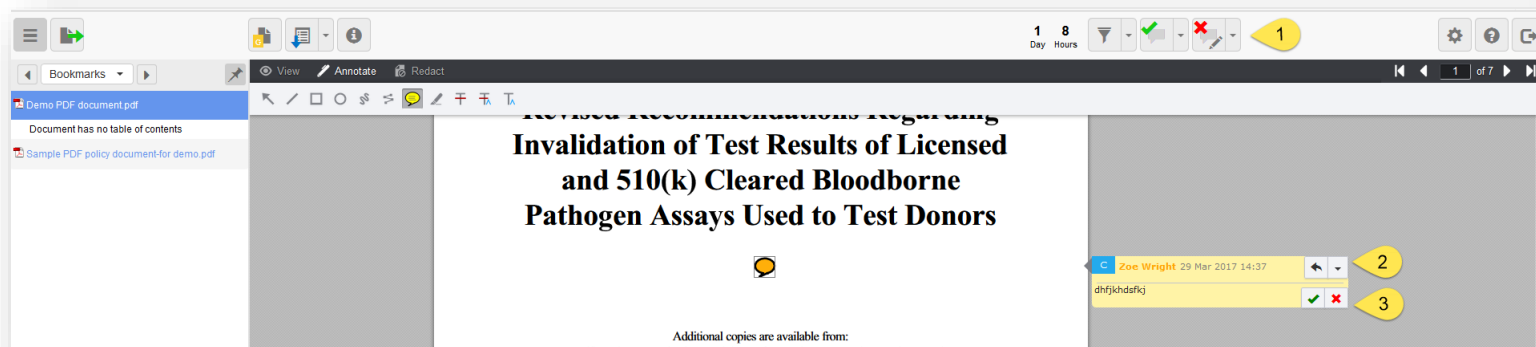 1 8
Day Hours
1
Bookmarks
View Annotate Redact
1 of 7
Demo PDF document.pdf
Document has no table of contents
Sample PDF policy document-for demo.pdf
Revised Recommendations Regarding
Invalidation of Test Results of Licensed
and 510(k) Cleared Bloodborne
Pathogen Assays Used to Test Donors
C Zoe Wright 29 Mar 2017 14:37
2
dhfjkhdsfkj
3
Additional copies are available from: